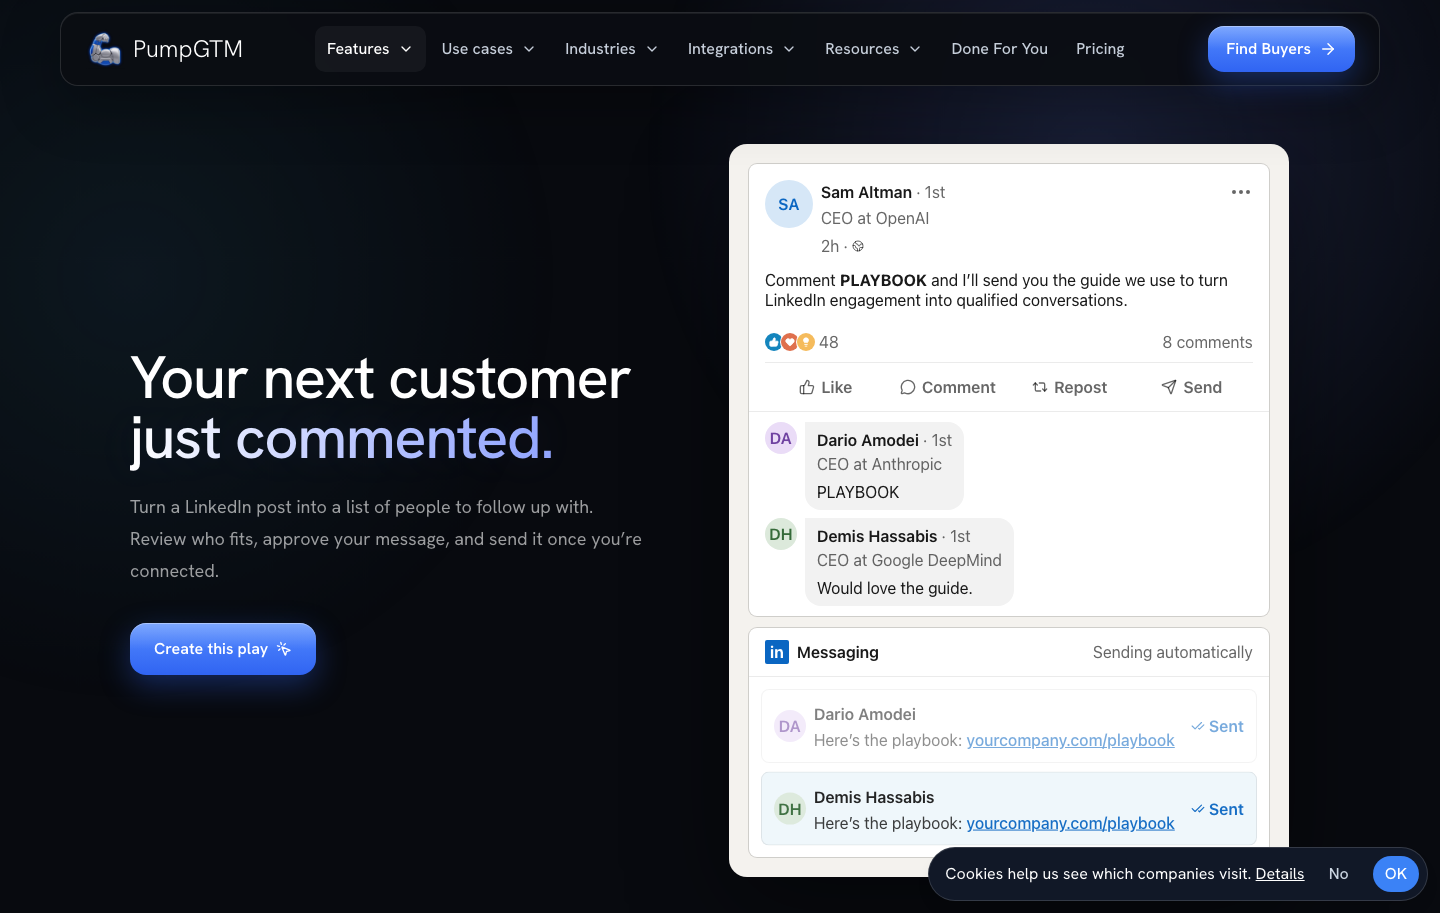 PumpGTM
Features
Use cases
Industries
Integrations
Resources
Done For You
Pricing
Find Buyers
Your next customer
just commented.
Turn a LinkedIn post into a list of people to follow up with.
Review who fits, approve your message, and send it once you’re
connected.
Create this play
SA
Sam Altman · 1st
CEO at OpenAI
2h ·
Comment PLAYBOOK and I’ll send you the guide we use to turn
LinkedIn engagement into qualified conversations.
48
8 comments
Like
Comment
Repost
Send
DA
Dario Amodei · 1st
CEO at Anthropic
PLAYBOOK
DH
Demis Hassabis · 1st
CEO at Google DeepMind
Would love the guide.
in
Messaging
Sending automatically
DA
Dario Amodei
Here’s the playbook: yourcompany.com/playbook
Sent
DH
Demis Hassabis
Here’s the playbook: yourcompany.com/playbook
Sent
Cookies help us see which companies visit. Details
No
OK